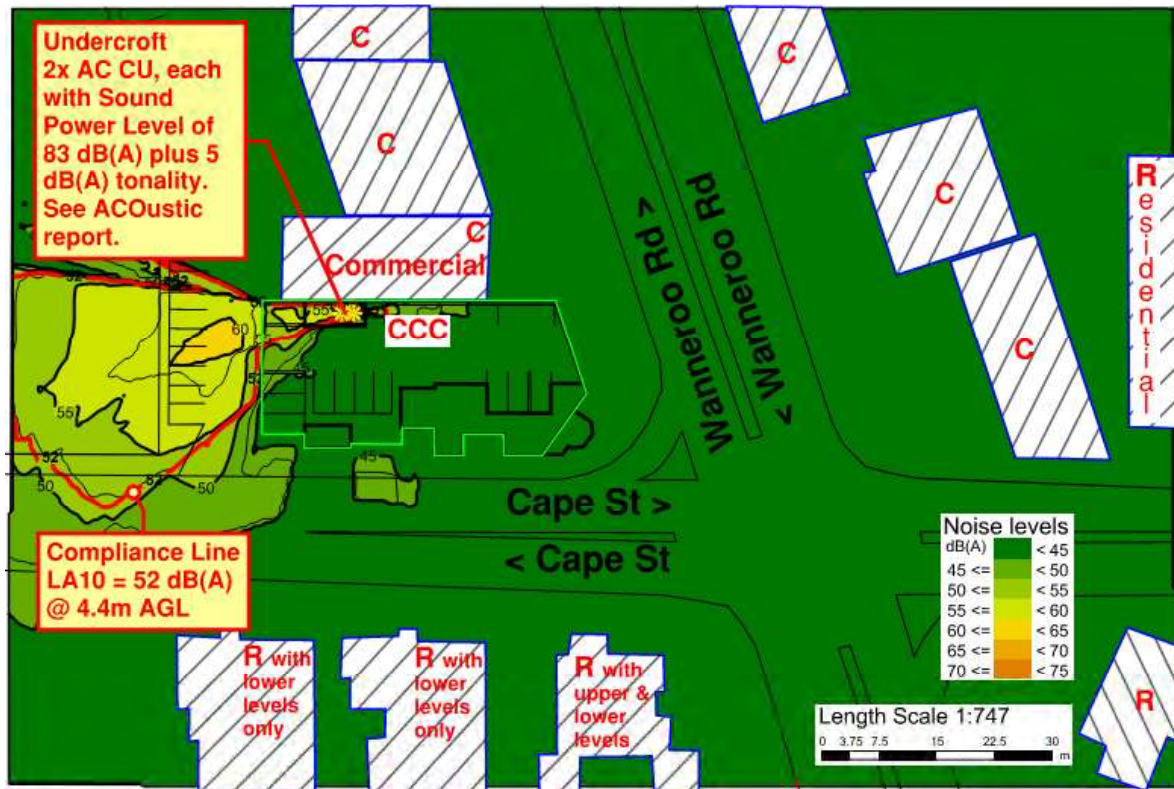 Undercroft
2x AC CU, each
with Sound
Power Level of
83 dB(A) plus 5
dB(A) tonality.
See ACOustic
report.
C
C
C
Commercial
CCC
C
C
C
Residential
Wanneroo Rd >
< Wanneroo Rd
52
55
60
55
52
50
52
50
45
Cape St >
< Cape St
Compliance Line
LA10 = 52 dB(A)
@ 4.4m AGL
R with
lower
levels
only
R with
lower
levels
only
R with
upper &
lower
levels
R
Noise levels
dB(A) < 45
45 <= < 50
50 <= < 55
55 <= < 60
60 <= < 65
65 <= < 70
70 <= < 75
Length Scale 1:747
0 3.75 7.5 15 22.5 30
m